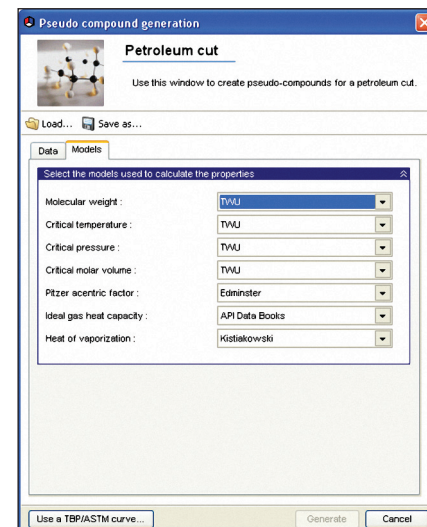 Pseudo compound generation
Petroleum cut
Use this window to create pseudo-compounds for a petroleum cut.
Load... Save as...
Data Models
Select the models used to calculate the properties
Molecular weight : TWU
Critical temperature : TWU
Critical pressure : TWU
Critical molar volume : TWU
Pitzer acentric factor : Edminster
Ideal gas heat capacity : API Data Books
Heat of vaporization : Kistiakowski
Use a TBP/ASTM curve... Generate Cancel